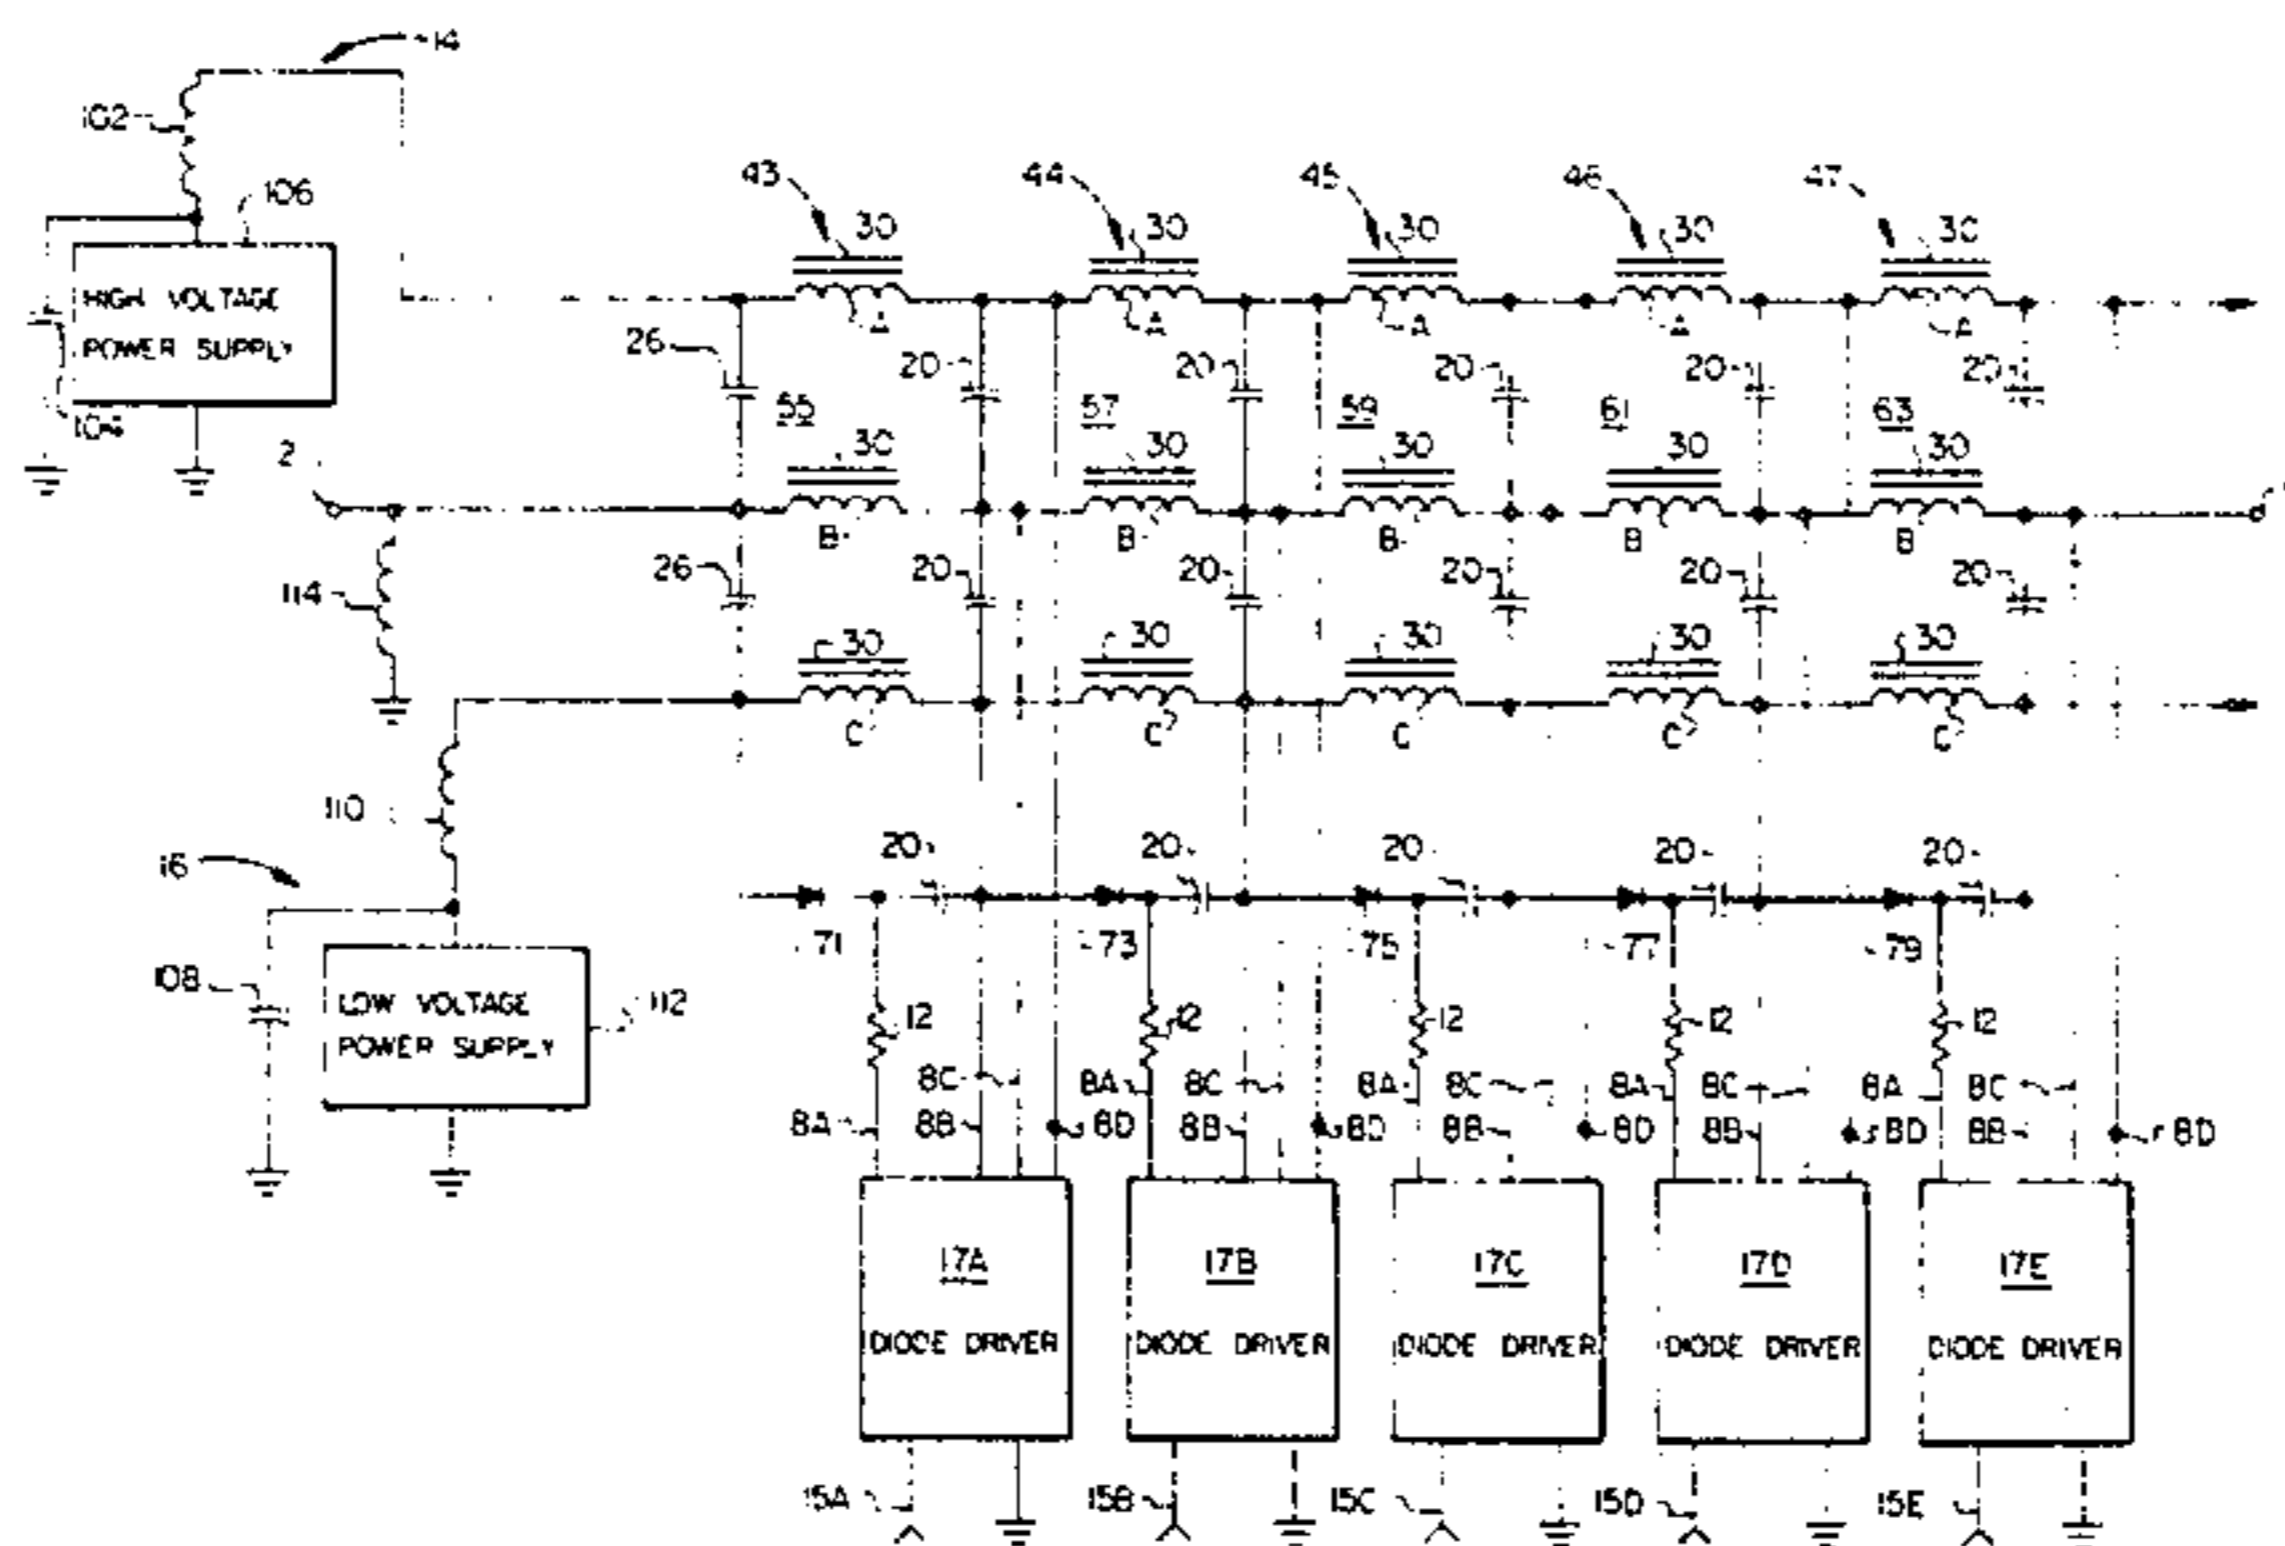 14
102
106
43 44 45 46 47
30 30 30 30 30
HIGH VOLTAGE
POWER SUPPLY
A A A A A
26 20 20 20 20 20
104
55 57 59 61 63
30 30 30 30 30
2
B B B B B
114
26 20 20 20 20 20
30 30 30 30 30
C C C C C
110
16
20 20 20 20 20
71 73 75 77 79
108
LOW VOLTAGE
POWER SUPPLY
112
12 12 12 12 12
8C 8A 8C 8A 8C 8A 8C 8A 8C
8A 8B 8D 8B 8D 8B 8D 8B 8D 8B 8D
17A 17B 17C 17D 17E
DIODE DRIVER DIODE DRIVER DIODE DRIVER DIODE DRIVER DIODE DRIVER
15A 15B 15C 15D 15E